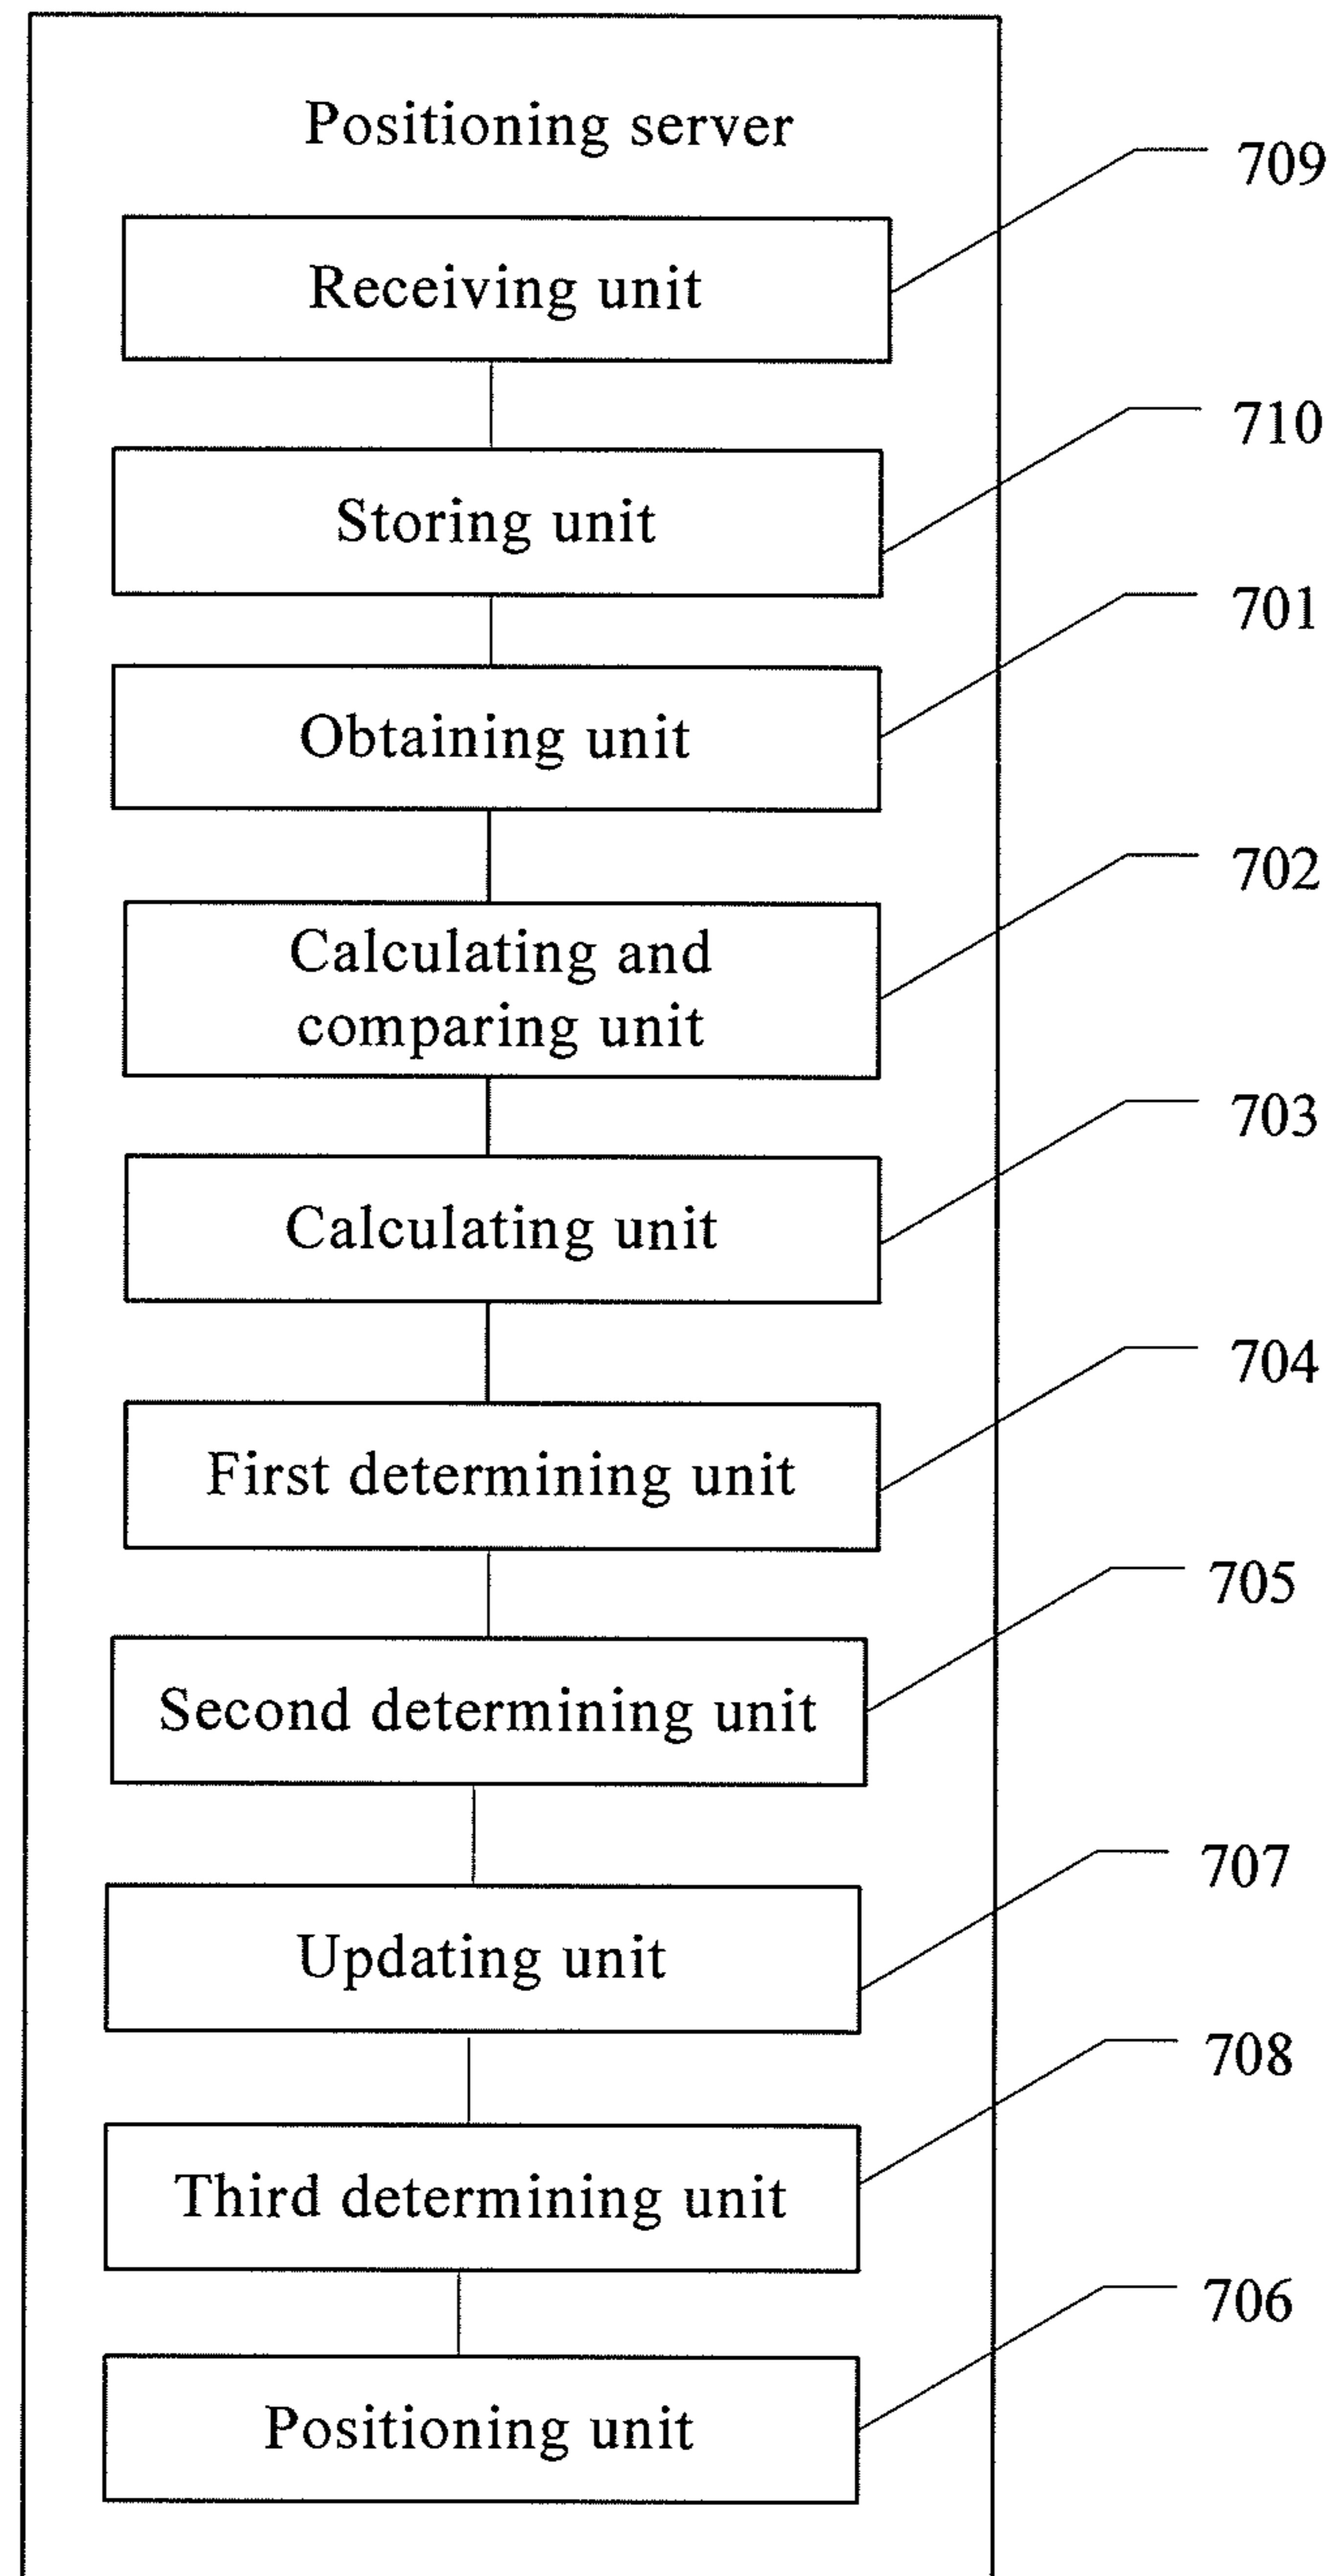 Positioning server
709
Receiving unit
710
Storing unit
701
Obtaining unit
702
Calculating and
comparing unit
703
Calculating unit
704
First determining unit
705
Second determining unit
707
Updating unit
708
Third determining unit
706
Positioning unit